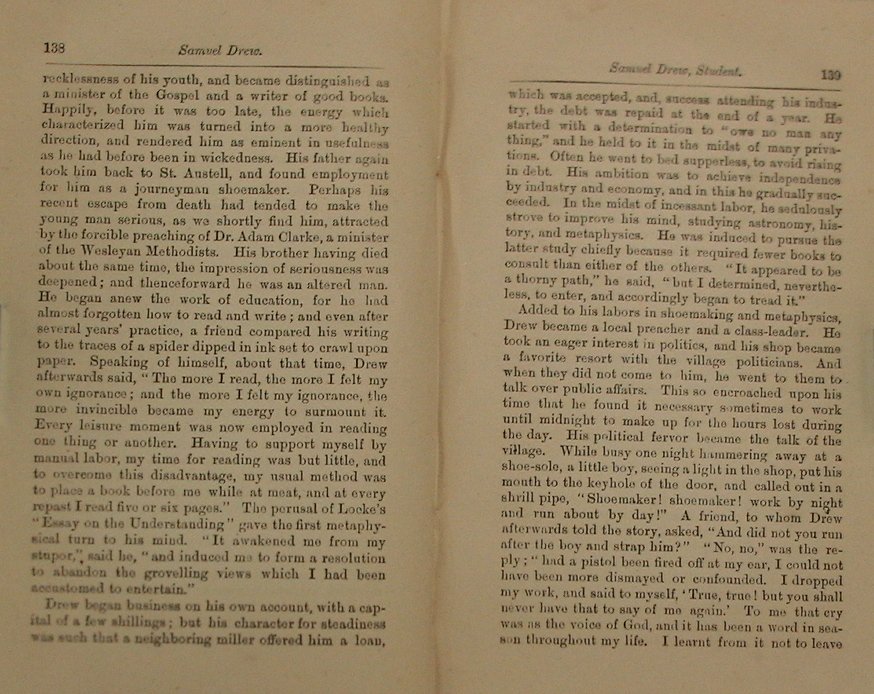 138
Samuel Drew.
recklessness of his youth, and became distinguished as
a minister of the Gospel and a writer of good books.
Happily, before it was too late, the energy which
characterized him was turned into a more healthy
direction, and rendered him as eminent in usefulness
as he had before been in wickedness. His father again
took him back to St. Austell, and found employment
for him as a journeyman shoemaker. Perhaps his
recent escape from death had tended to make the
young man serious, as we shortly find him, attracted
by the forcible preaching of Dr. Adam Clarke, a minister
of the Wesleyan Methodists. His brother having died
about the same time, the impression of seriousness was
deepened; and thenceforward he was an altered man.
He began anew the work of education, for he had
almost forgotten how to read and write; and even after
several years' practice, a friend compared his writing
to the traces of a spider dipped in ink set to crawl upon
paper. Speaking of himself, about that time, Drew
afterwards said, "The more I read, the more I felt my
own ignorance; and the more I felt my ignorance, the
more invincible became my energy to surmount it.
Every leisure moment was now employed in reading
one thing or another. Having to support myself by
manual labor, my time for reading was but little, and
to overcome this disadvantage, my usual method was
to place a book before me while at meat, and at every
repast I read five or six pages." The perusal of Locke's
"Essay on the Understanding" gave the first metaphy-
sical turn to his mind. "It awakened me from my
stupor," said he, "and induced me to form a resolution
to abandon the grovelling views which I had been
accustomed to entertain."
Drew began business on his own account, with a cap-
ital of a few shillings; but his character for steadiness
was such that a neighboring miller offered him a loan,
Samuel Drew, Student.
139
which was accepted, and, success attending his indus-
try, the debt was repaid at the end of a year. He
started with a determination to "owe no man any
thing," and he held to it in the midst of many priva-
tions. Often he went to bed supperless, to avoid rising
in debt. His ambition was to achieve independence
by industry and economy, and in this he gradually suc-
ceeded. In the midst of incessant labor, he sedulously
strove to improve his mind, studying astronomy, his-
tory, and metaphysics. He was induced to pursue the
latter study chiefly because it required fewer books to
consult than either of the others. "It appeared to be
a thorny path," he said, "but I determined, neverthe-
less, to enter, and accordingly began to tread it."
Added to his labors in shoemaking and metaphysics,
Drew became a local preacher and a class-leader. He
took an eager interest in politics, and his shop became
a favorite resort with the village politicians. And
when they did not come to him, he went to them to
talk over public affairs. This so encroached upon his
time that he found it necessary sometimes to work
until midnight to make up for the hours lost during
the day. His political fervor became the talk of the
village. While busy one night hammering away at a
shoe-sole, a little boy, seeing a light in the shop, put his
mouth to the keyhole of the door, and called out in a
shrill pipe, "Shoemaker! shoemaker! work by night
and run about by day!" A friend, to whom Drew
afterwards told the story, asked, "And did not you run
after the boy and strap him?" "No, no," was the re-
ply; "had a pistol been fired off at my ear, I could not
have been more dismayed or confounded. I dropped
my work, and said to myself, 'True, true! but you shall
never have that to say of me again.' To me that cry
was as the voice of God, and it has been a word in sea-
son throughout my life. I learnt from it not to leave